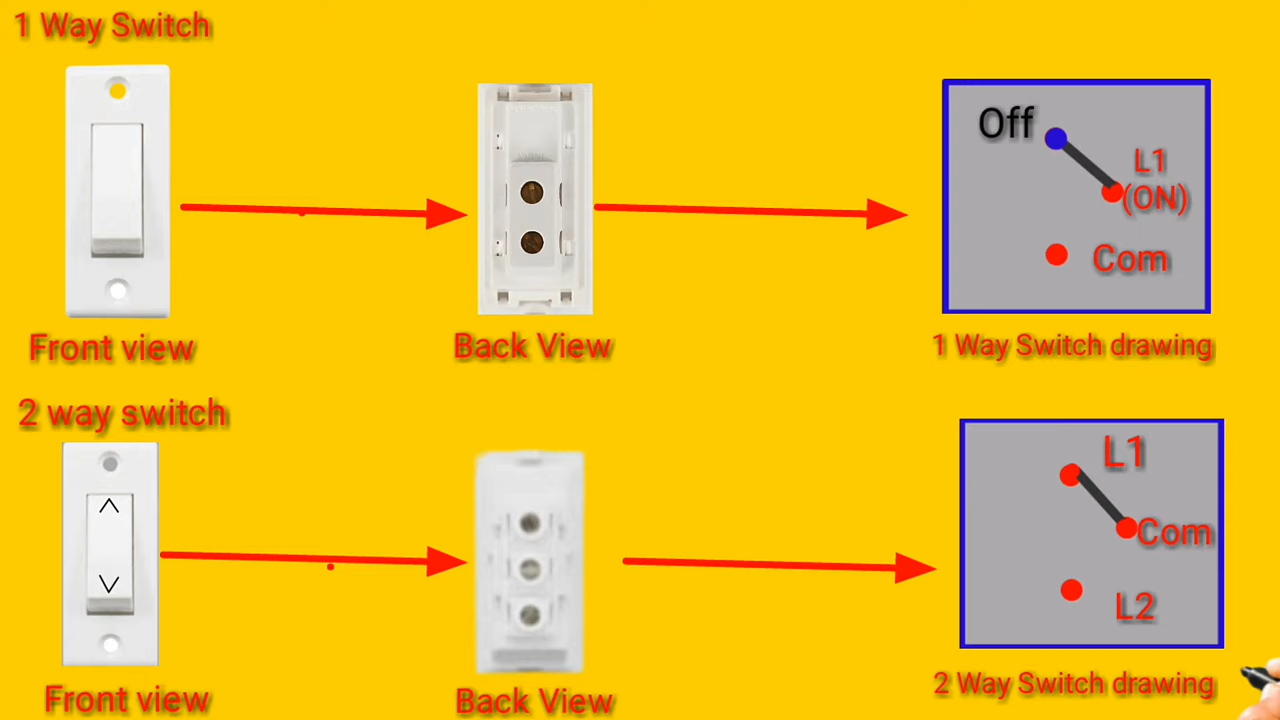 1 Way Switch
Off
L1
(ON)
Com
Front view
Back View
1 Way Switch drawing
2 way switch
L1
Com
L2
Front view
Back View
2 Way Switch drawing